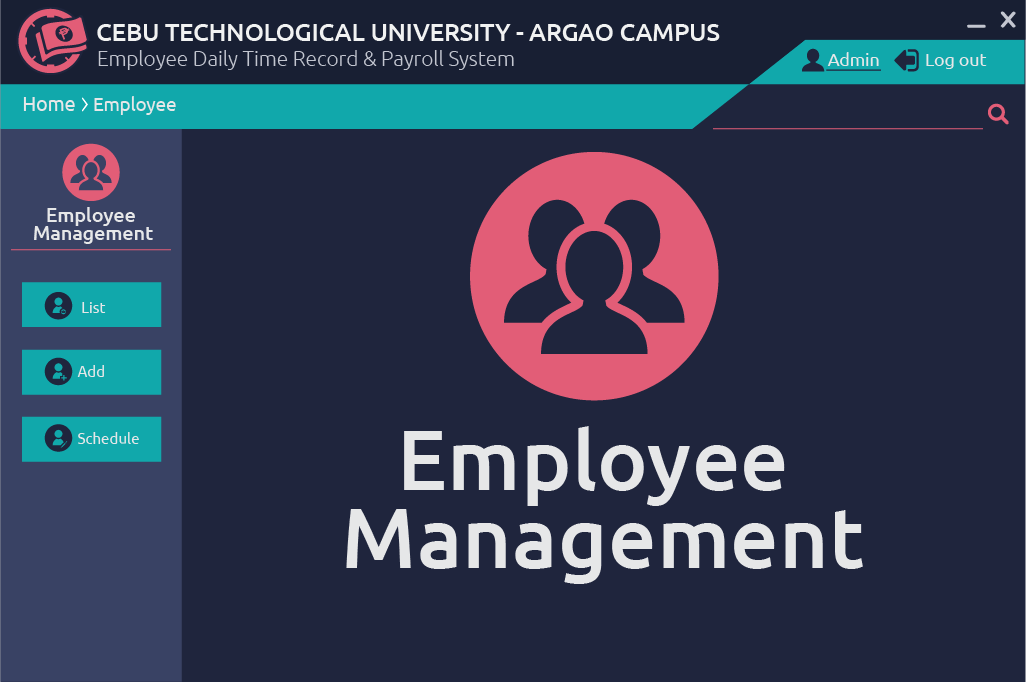 CEBU TECHNOLOGICAL UNIVERSITY - ARGAO CAMPUS
Employee Daily Time Record & Payroll System
Admin
Log out
Home > Employee
Employee
Management
List
Add
Schedule
Employee
Management